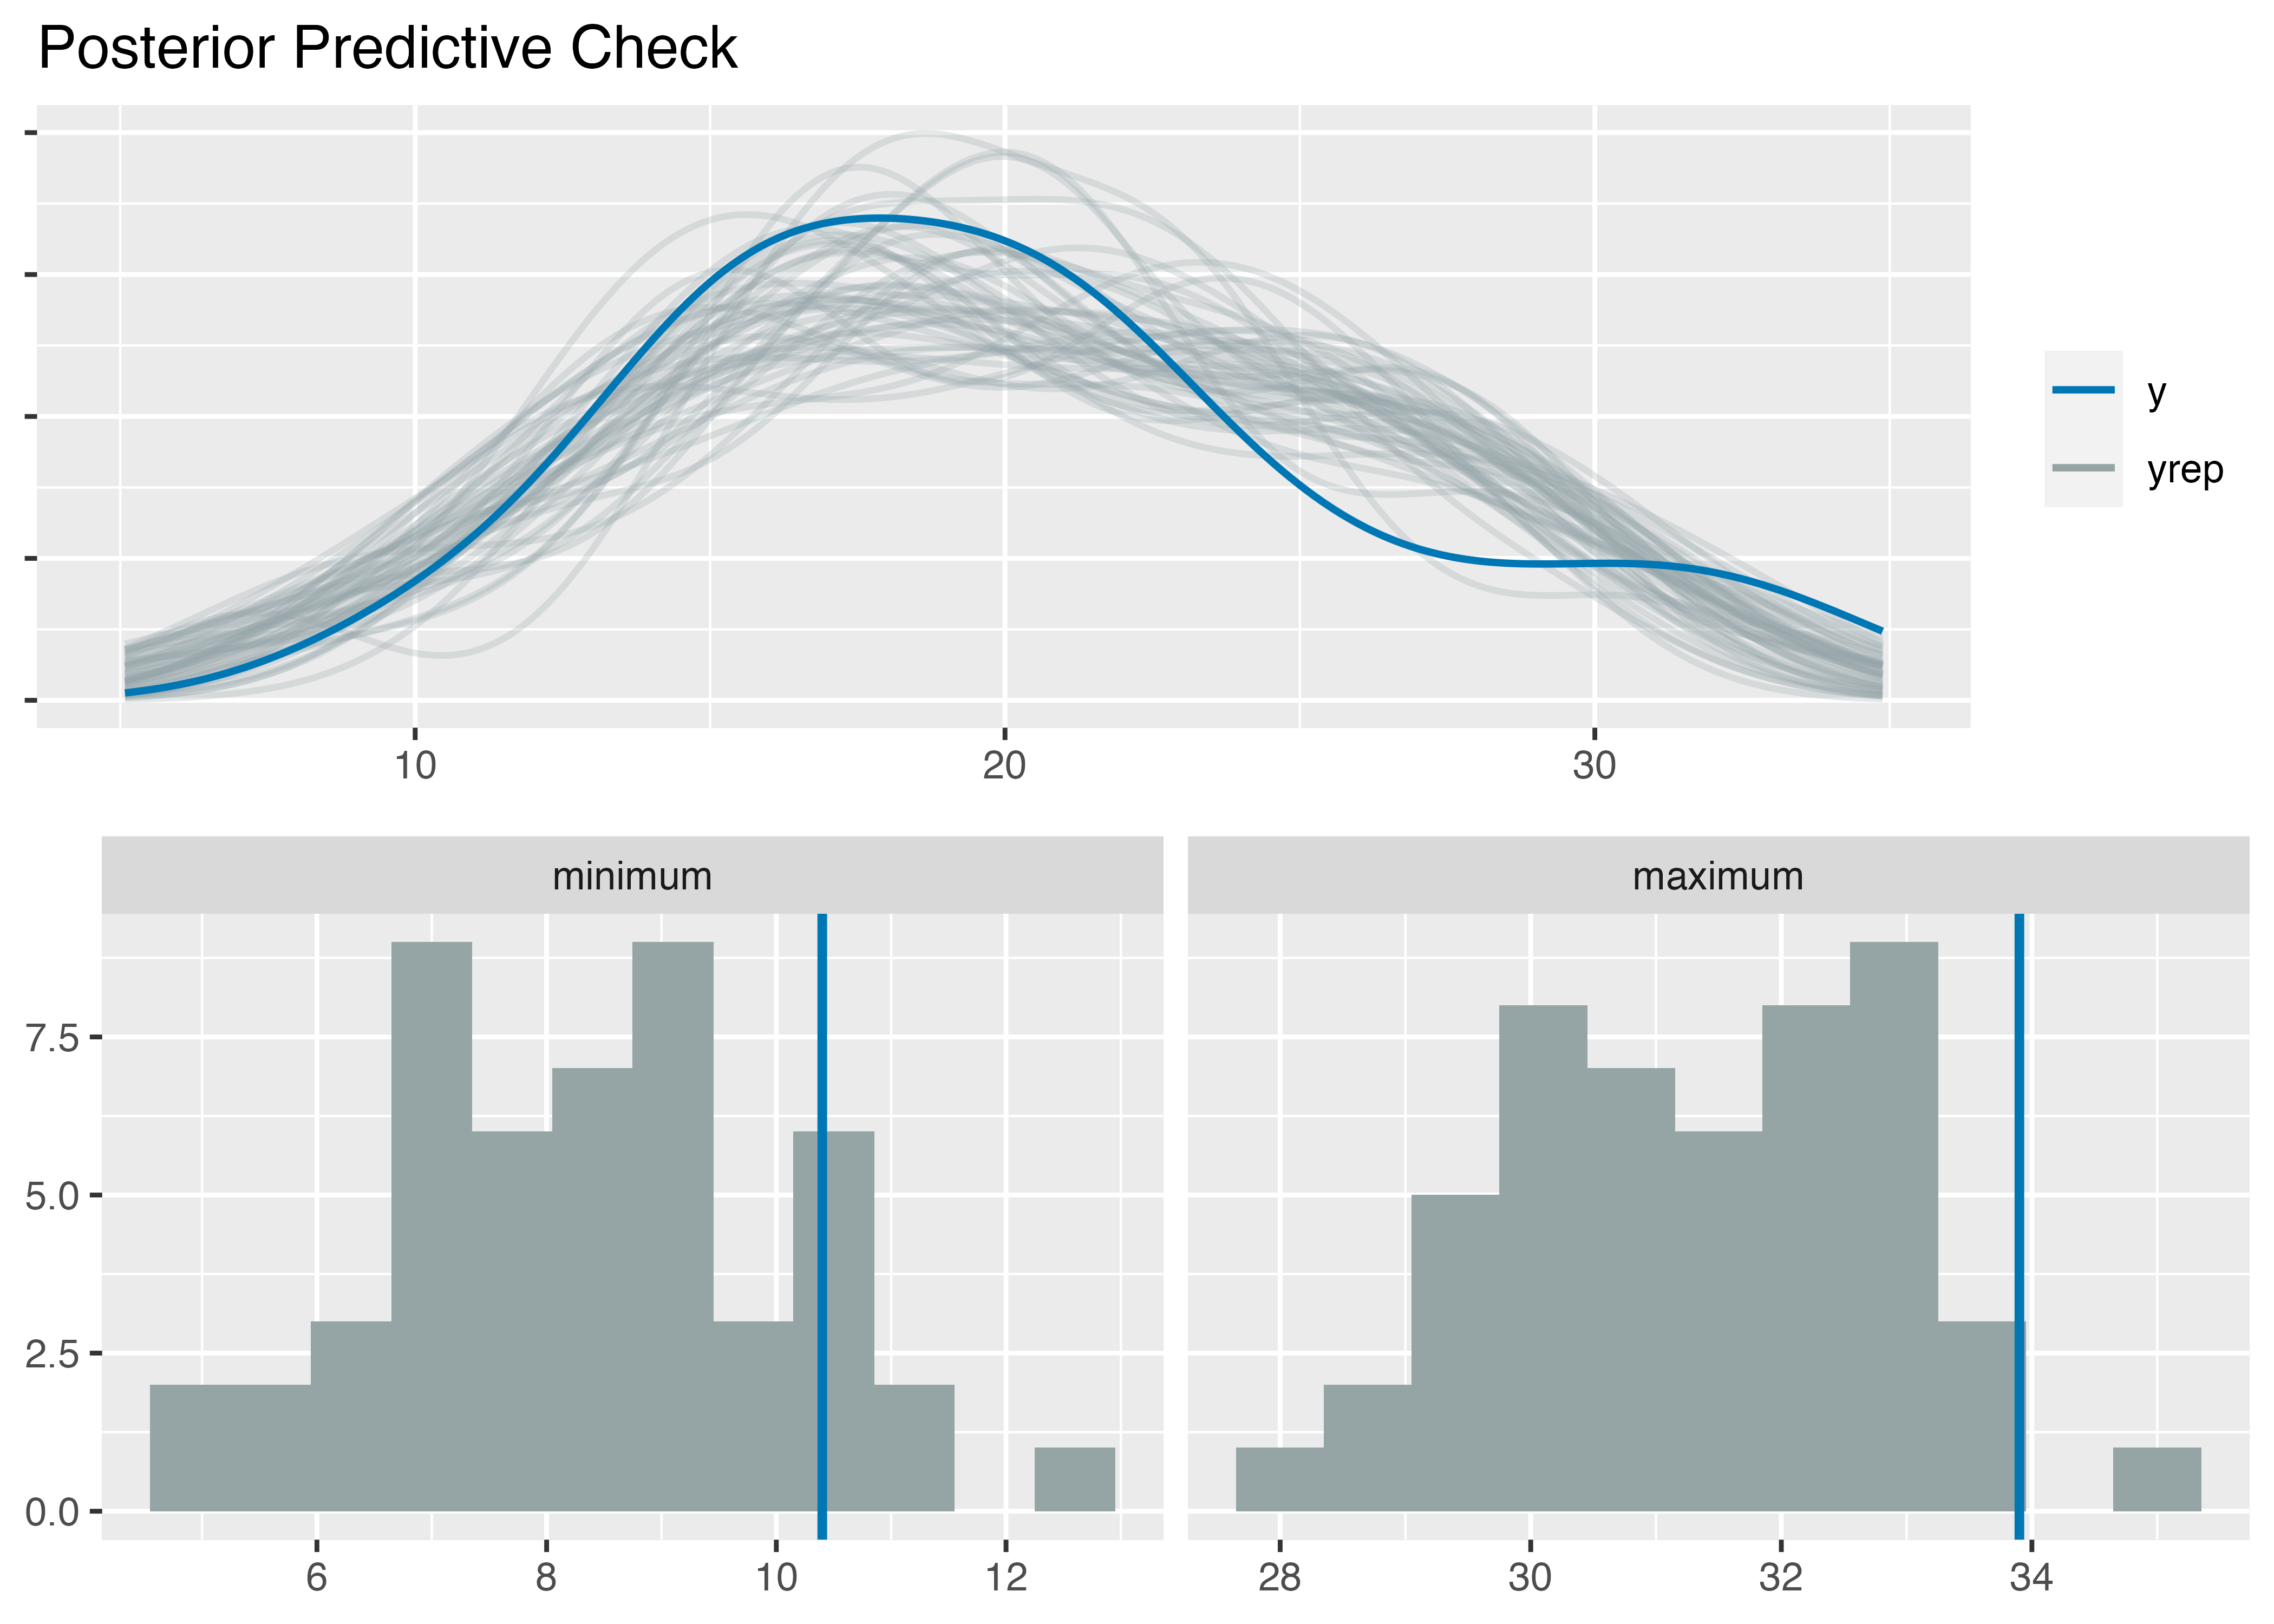 Posterior Predictive Check
y
yrep
10 20 30
minimum maximum
7.5
5.0
2.5
0.0
6 8 10 12 28 30 32 34